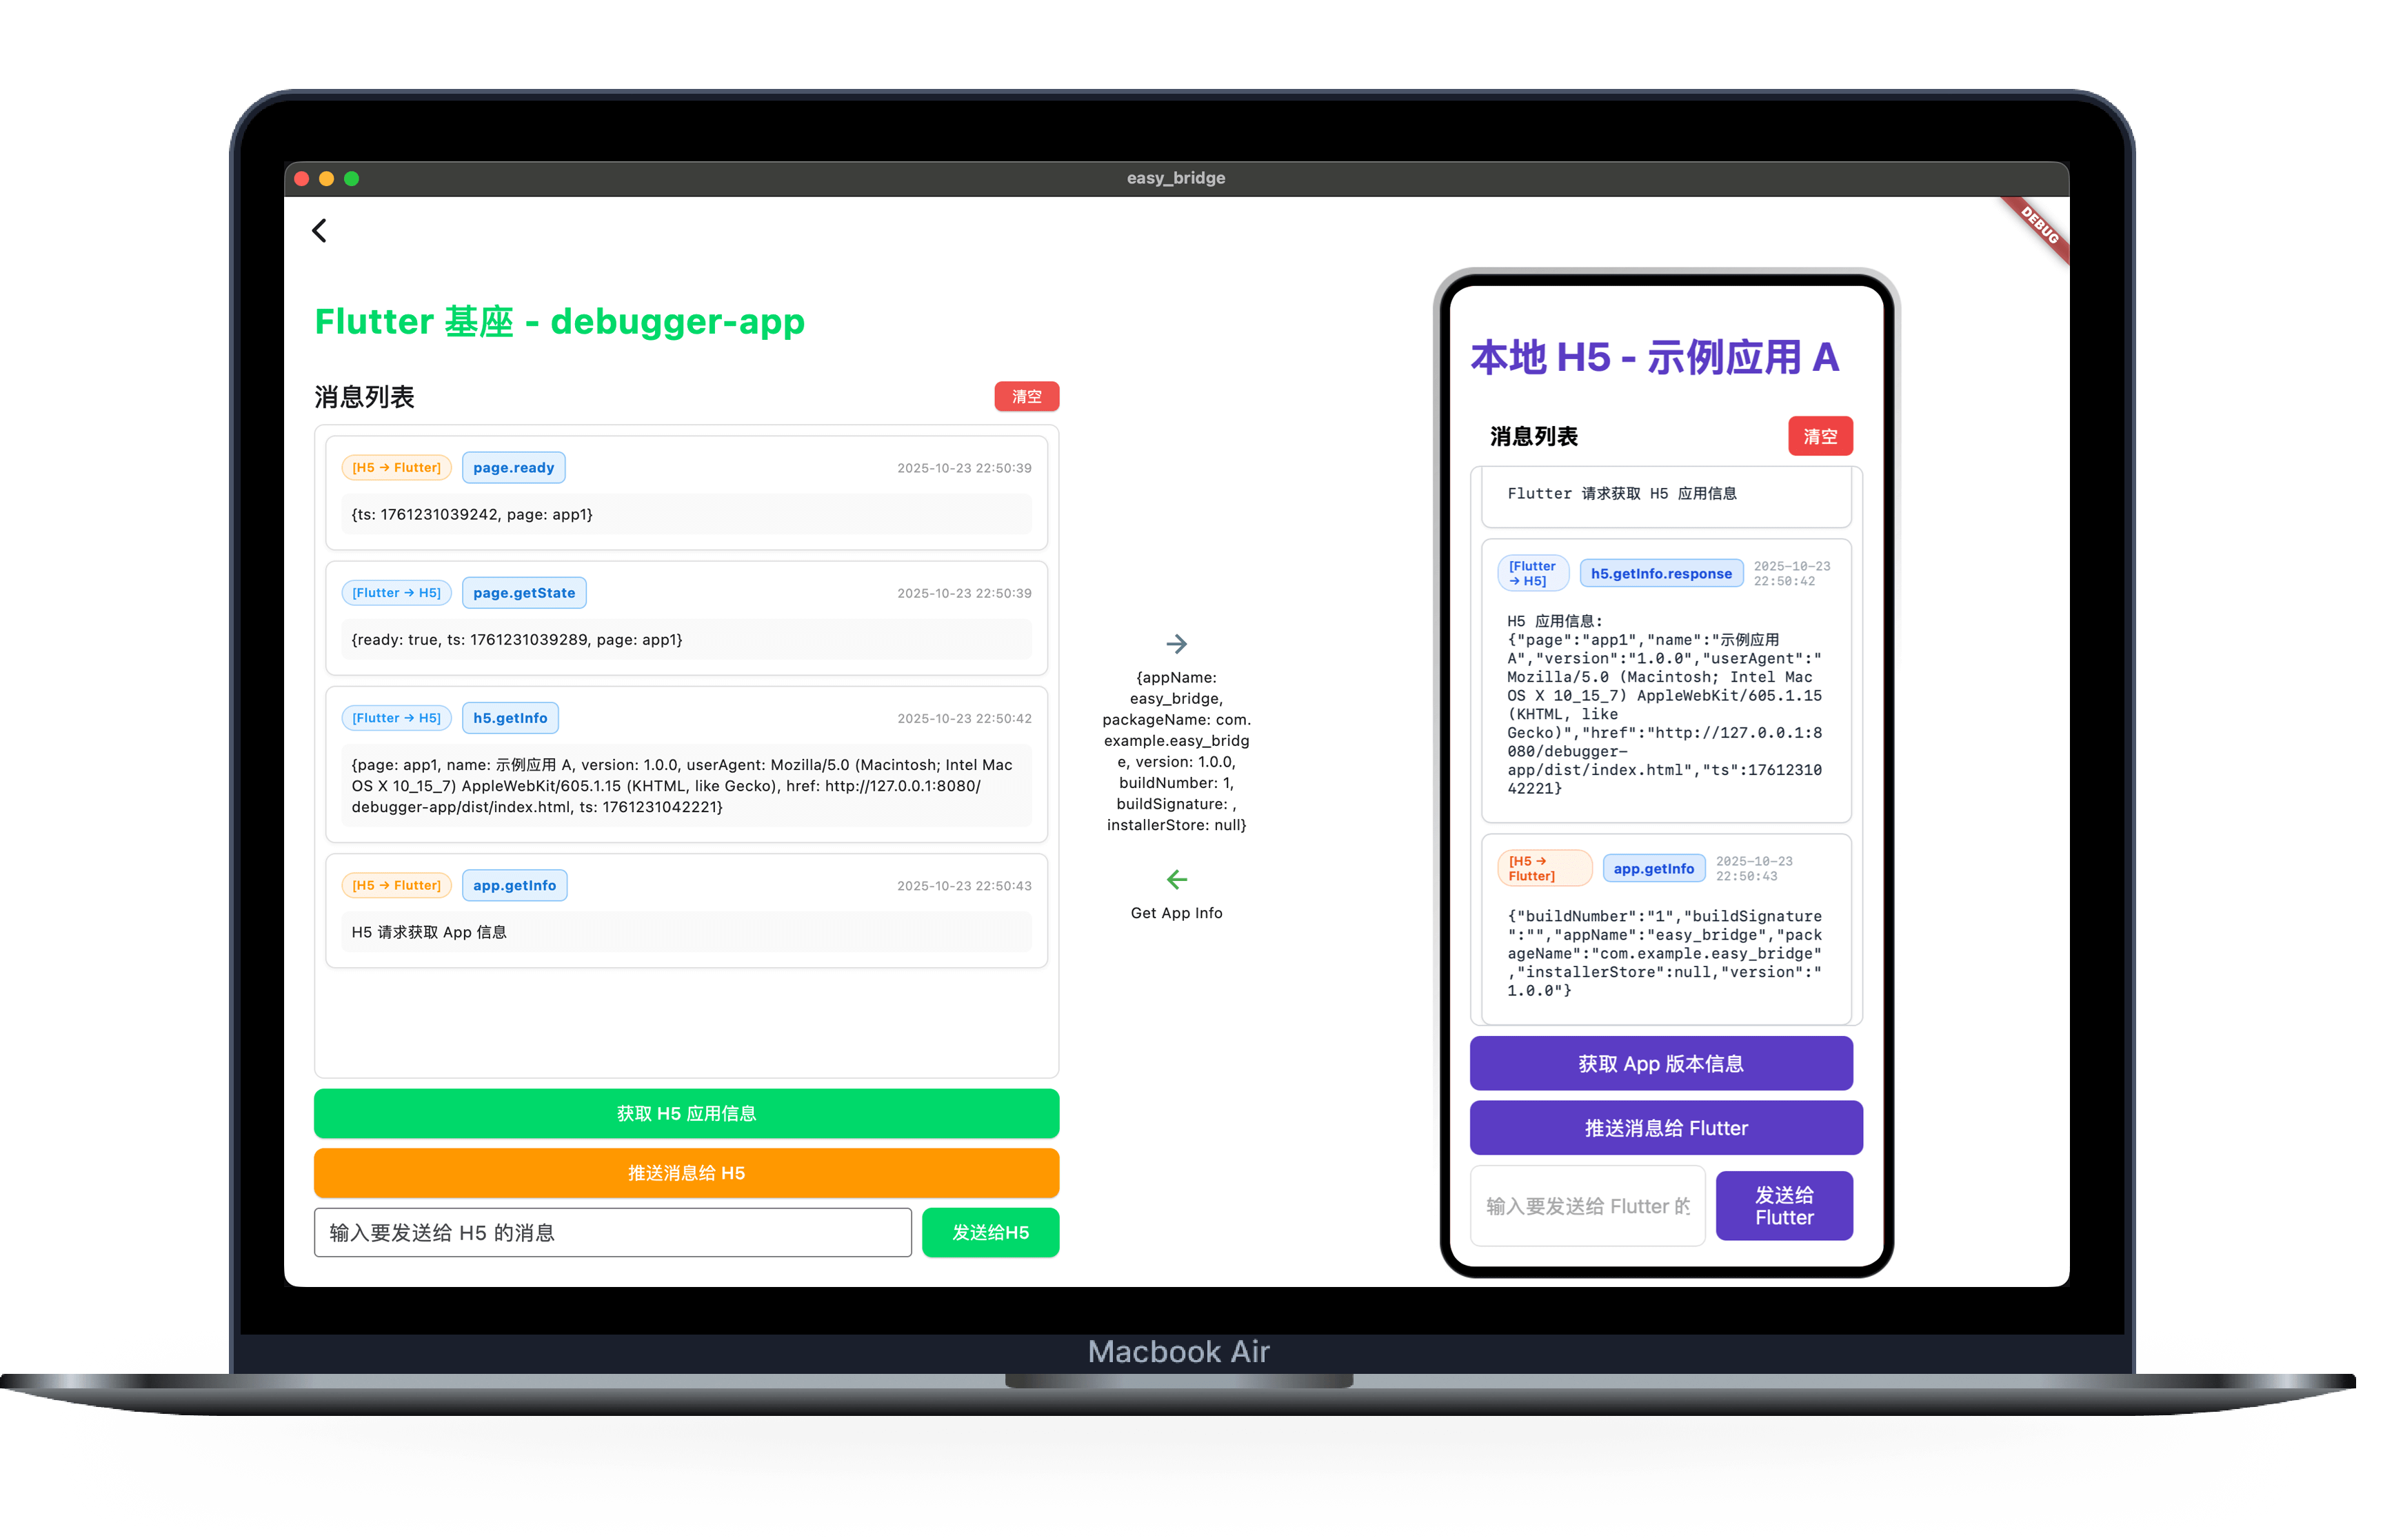 easy_bridge
DEBUG
Flutter 基座 - debugger-app
消息列表
清空
[H5 → Flutter] page.ready 2025-10-23 22:50:39
{ts: 1761231039242, page: app1}
[Flutter → H5] page.getState 2025-10-23 22:50:39
{ready: true, ts: 1761231039289, page: app1}
[Flutter → H5] h5.getInfo 2025-10-23 22:50:42
{page: app1, name: 示例应用 A, version: 1.0.0, userAgent: Mozilla/5.0 (Macintosh; Intel Mac
OS X 10_15_7) AppleWebKit/605.1.15 (KHTML, like Gecko), href: http://127.0.0.1:8080/
debugger-app/dist/index.html, ts: 1761231042221}
[H5 → Flutter] app.getInfo 2025-10-23 22:50:43
H5 请求获取 App 信息
获取 H5 应用信息
推送消息给 H5
输入要发送给 H5 的消息
发送给H5
→
{appName:
easy_bridge,
packageName: com.
example.easy_bridg
e, version: 1.0.0,
buildNumber: 1,
buildSignature: ,
installerStore: null}
←
Get App Info
本地 H5 - 示例应用 A
消息列表
清空
Flutter 请求获取 H5 应用信息
[Flutter
→ H5]
h5.getInfo.response
2025-10-23
22:50:42
H5 应用信息:
{"page":"app1","name":"示例应用
A","version":"1.0.0","userAgent":"
Mozilla/5.0 (Macintosh; Intel Mac
OS X 10_15_7) AppleWebKit/605.1.15
(KHTML, like
Gecko)","href":"http://127.0.0.1:8
080/debugger-
app/dist/index.html","ts":17612310
42221}
[H5 →
Flutter]
app.getInfo
2025-10-23
22:50:43
{"buildNumber":"1","buildSignature
":"","appName":"easy_bridge","pack
ageName":"com.example.easy_bridge"
,"installerStore":null,"version":"
1.0.0"}
获取 App 版本信息
推送消息给 Flutter
输入要发送给 Flutter 的
发送给
Flutter
Macbook Air